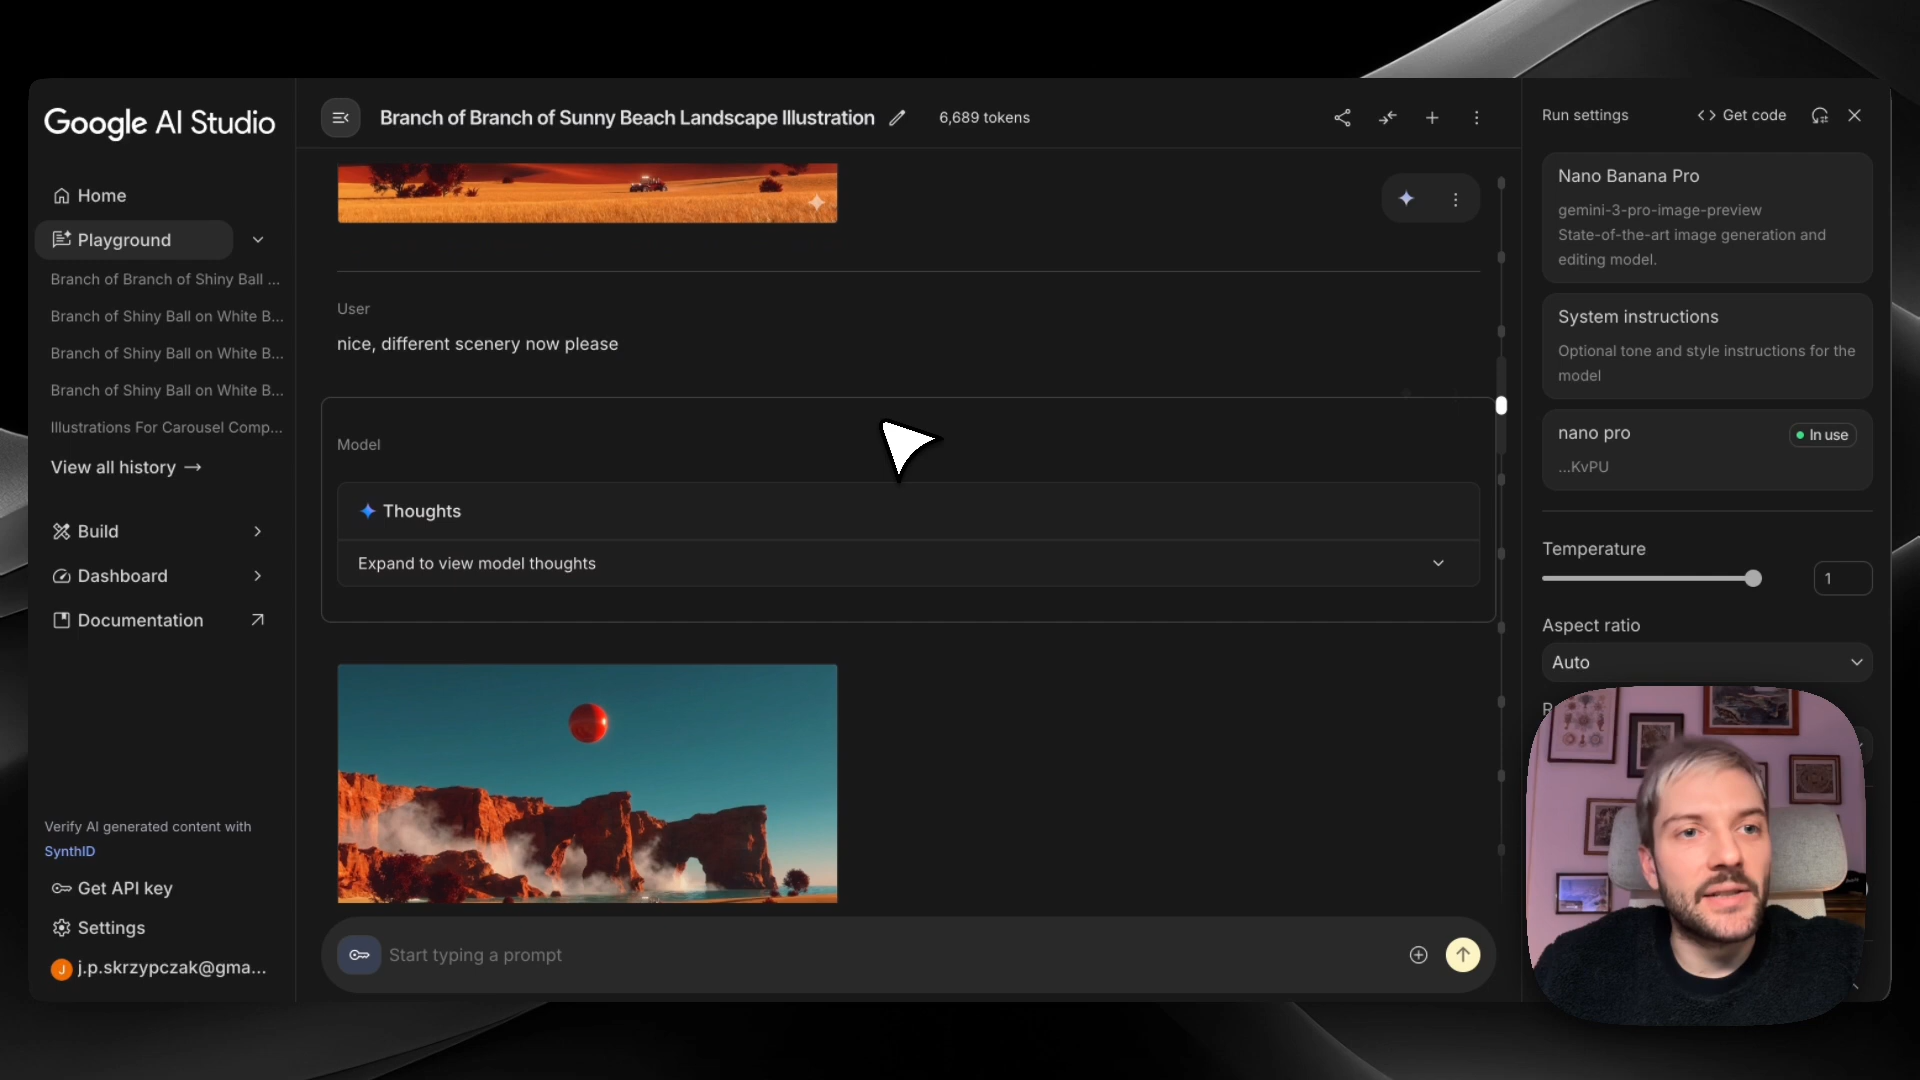 Google AI Studio
Home
Playground
Branch of Branch of Shiny Ball ...
Branch of Shiny Ball on White B...
Branch of Shiny Ball on White B...
Branch of Shiny Ball on White B...
Illustrations For Carousel Comp...
View all history →
Build
Dashboard
Documentation
Verify AI generated content with
SynthID
Get API key
Settings
J j.p.skrzypczak@gma...
Branch of Branch of Sunny Beach Landscape Illustration
6,689 tokens
User
nice, different scenery now please
Model
Thoughts
Expand to view model thoughts
Start typing a prompt
Run settings
<> Get code
Nano Banana Pro
gemini-3-pro-image-preview
State-of-the-art image generation and
editing model.
System instructions
Optional tone and style instructions for the
model
nano pro
In use
...KvPU
Temperature
1
Aspect ratio
Auto